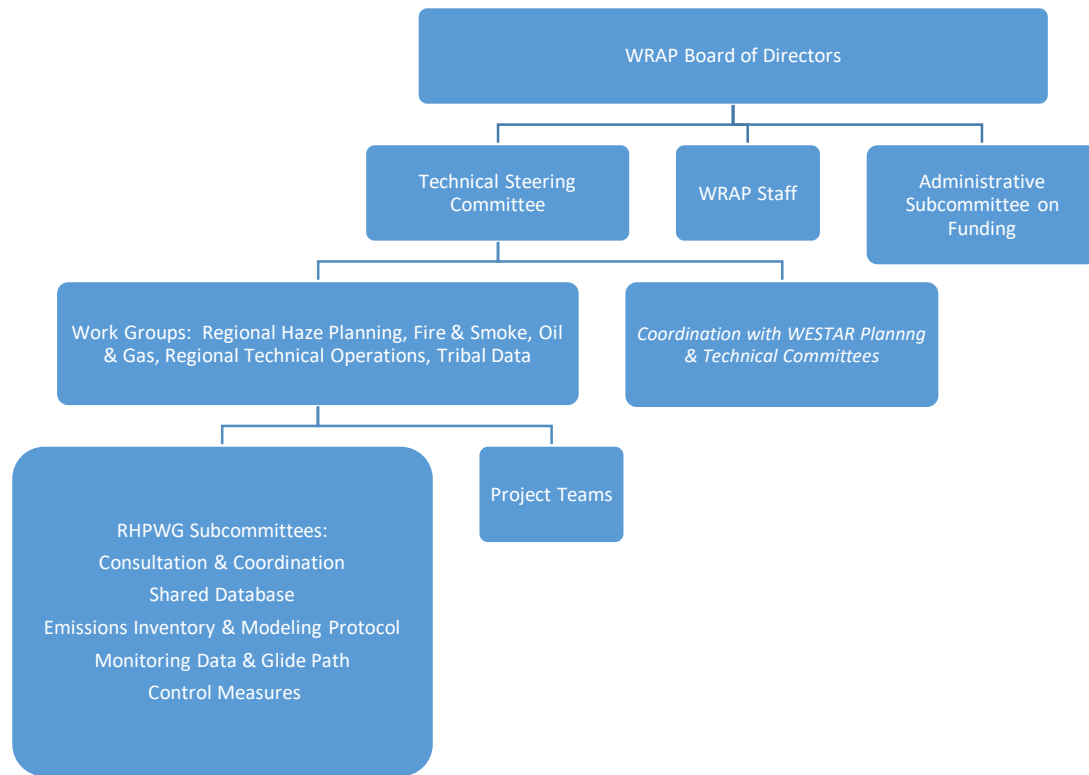 WRAP Board of Directors
Technical Steering
Committee
WRAP Staff
Administrative
Subcommittee on
Funding
Work Groups:  Regional Haze Planning, Fire & Smoke, Oil
& Gas, Regional Technical Operations, Tribal Data
Coordination with WESTAR Plannng
& Technical Committees
RHPWG Subcommittees:
Consultation & Coordination
Shared Database
Emissions Inventory & Modeling Protocol
Monitoring Data & Glide Path
Control Measures
Project Teams